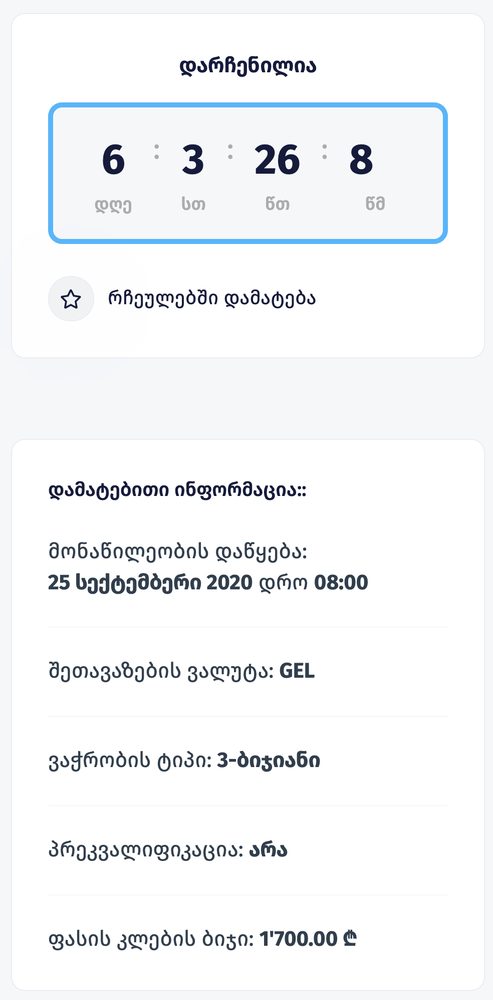 დარჩენილია
6 : 3 : 26 : 8
დღე სთ წთ წმ
რჩეულებში დამატება
დამატებითი ინფორმაცია::
მონაწილეობის დაწყება:
25 სექტემბერი 2020 დრო 08:00
შეთავაზების ვალუტა: GEL
ვაჭრობის ტიპი: 3-ბიჯიანი
პრეკვალიფიკაცია: არა
ფასის კლების ბიჯი: 1'700.00 ₾